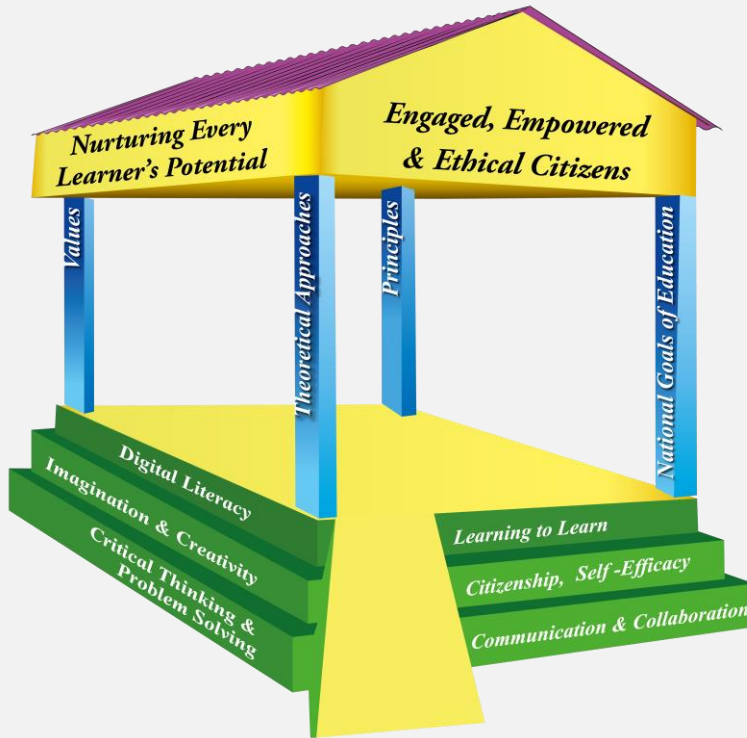 Nurturing Every
Learner's Potential
Engaged, Empowered
& Ethical Citizens
Values
Theoretical Approaches
Principles
National Goals of Education
Digital Literacy
Imagination & Creativity
Critical Thinking &
Problem Solving
Learning to Learn
Citizenship, Self -Efficacy
Communication & Collaboration